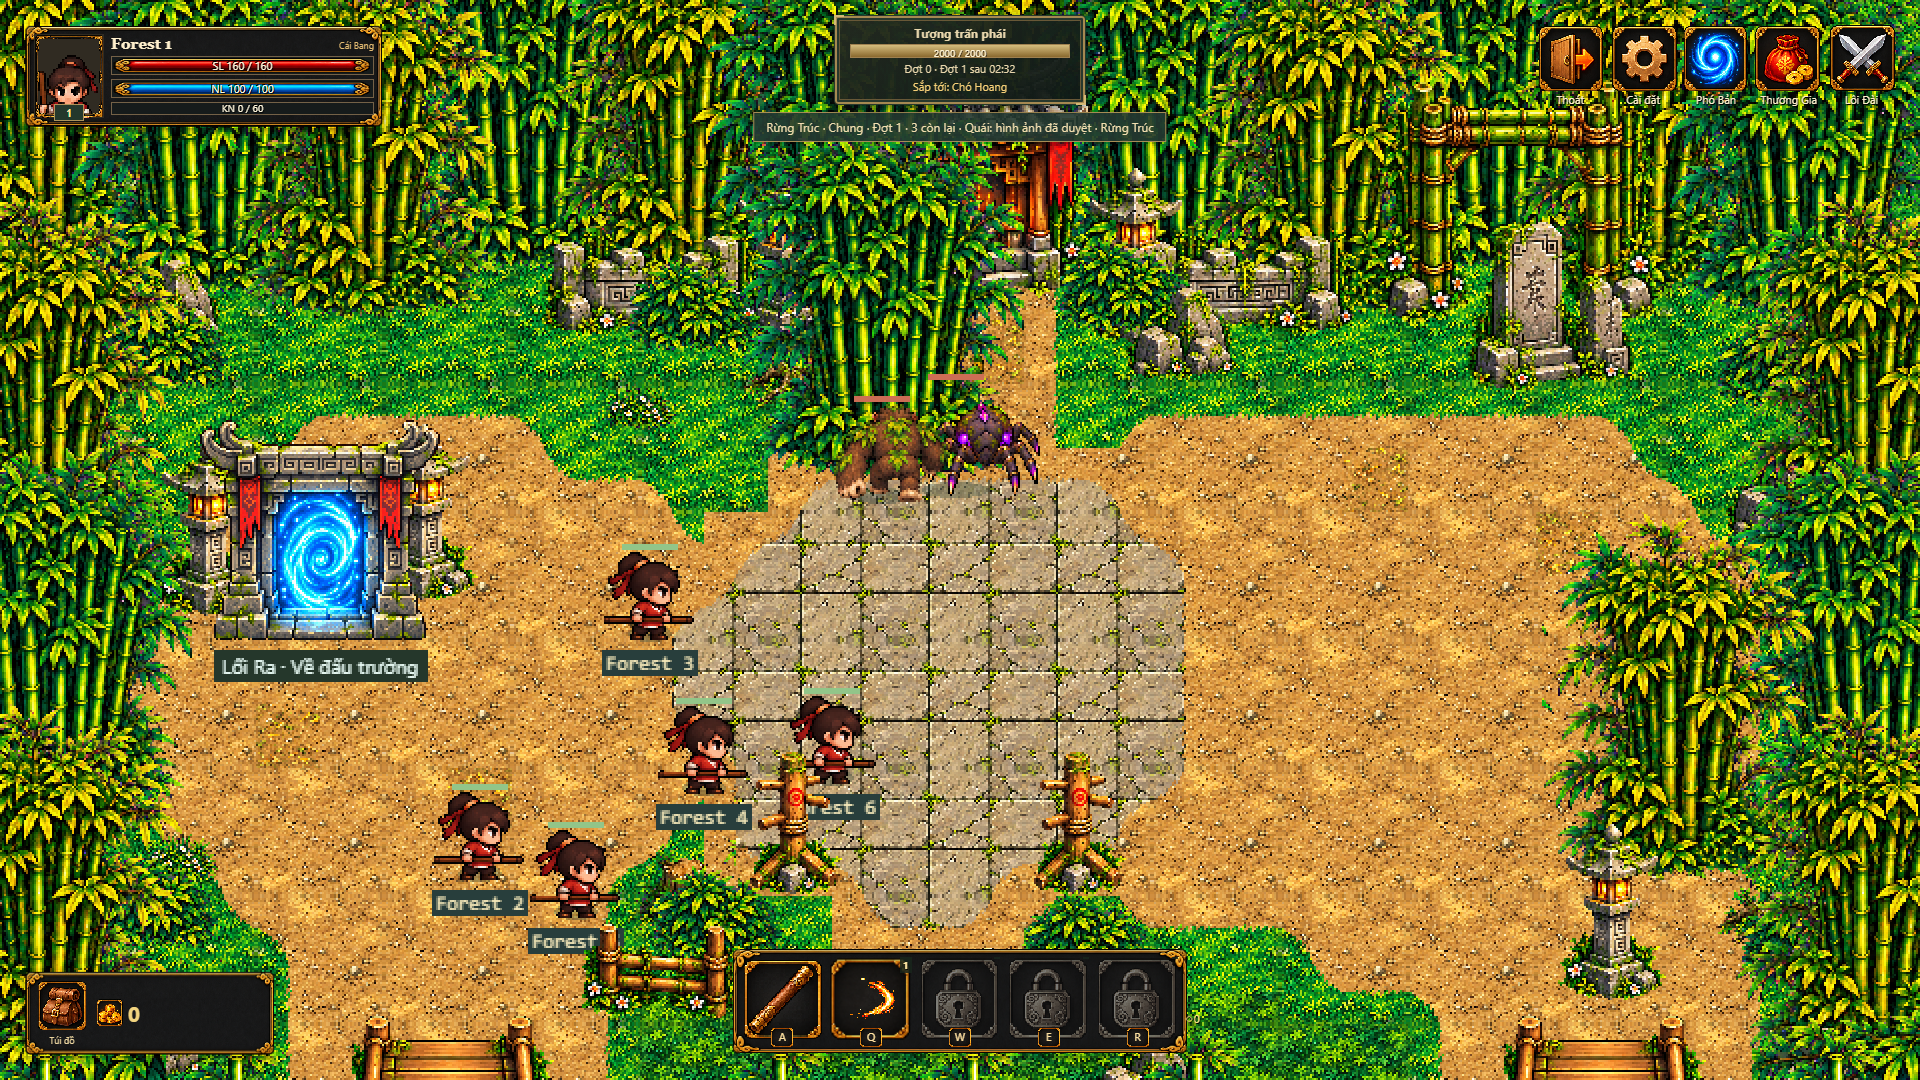 Forest 1
Cái Bang
SL 160 / 160
NL 100 / 100
KN 0 / 60
1
Tượng trấn phái
2000 / 2000
Đợt 0 · Đợt 1 sau 02:32
Sắp tới: Chó Hoang
Rừng Trúc · Chung · Đợt 1 · 3 còn lại · Quái: hình ảnh đã duyệt · Rừng Trúc
Thoát
Cài đặt
Phó Bản
Thương Gia
Lôi Đài
Lối Ra - Về đấu trường
Forest 3
Forest 4
rest 6
Forest 2
Forest
Túi đồ
0
1
A
Q
W
E
R